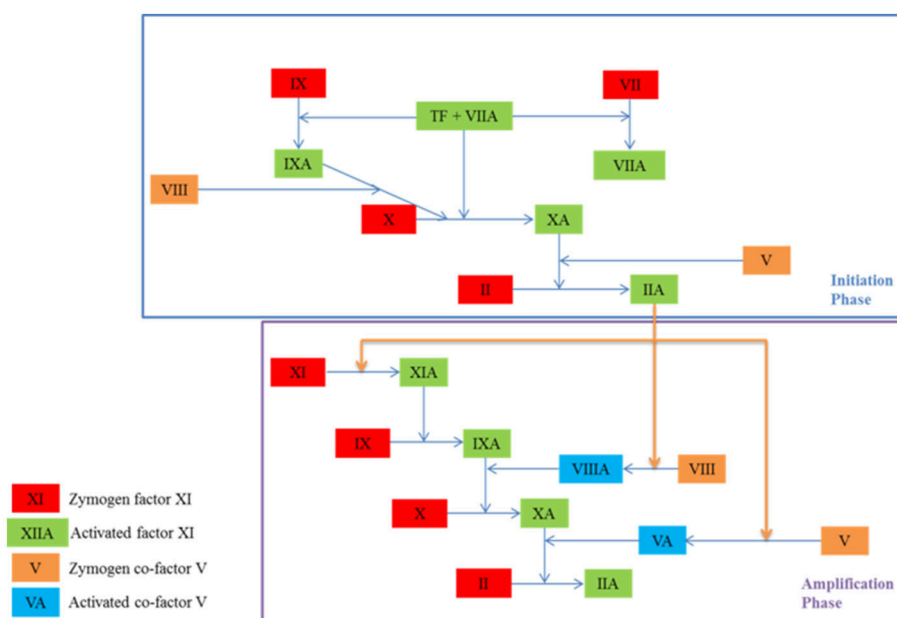 IX
VII
TF + VIIA
IXA
VIIA
VIII
X
XA
V
II
IIA
Initiation
Phase
XI
XIA
IX
IXA
VIIIA
VIII
X
XA
VA
V
II
IIA
Amplification
Phase
XI Zymogen factor XI
XIIA Activated factor XI
V Zymogen co-factor V
VA Activated co-factor V